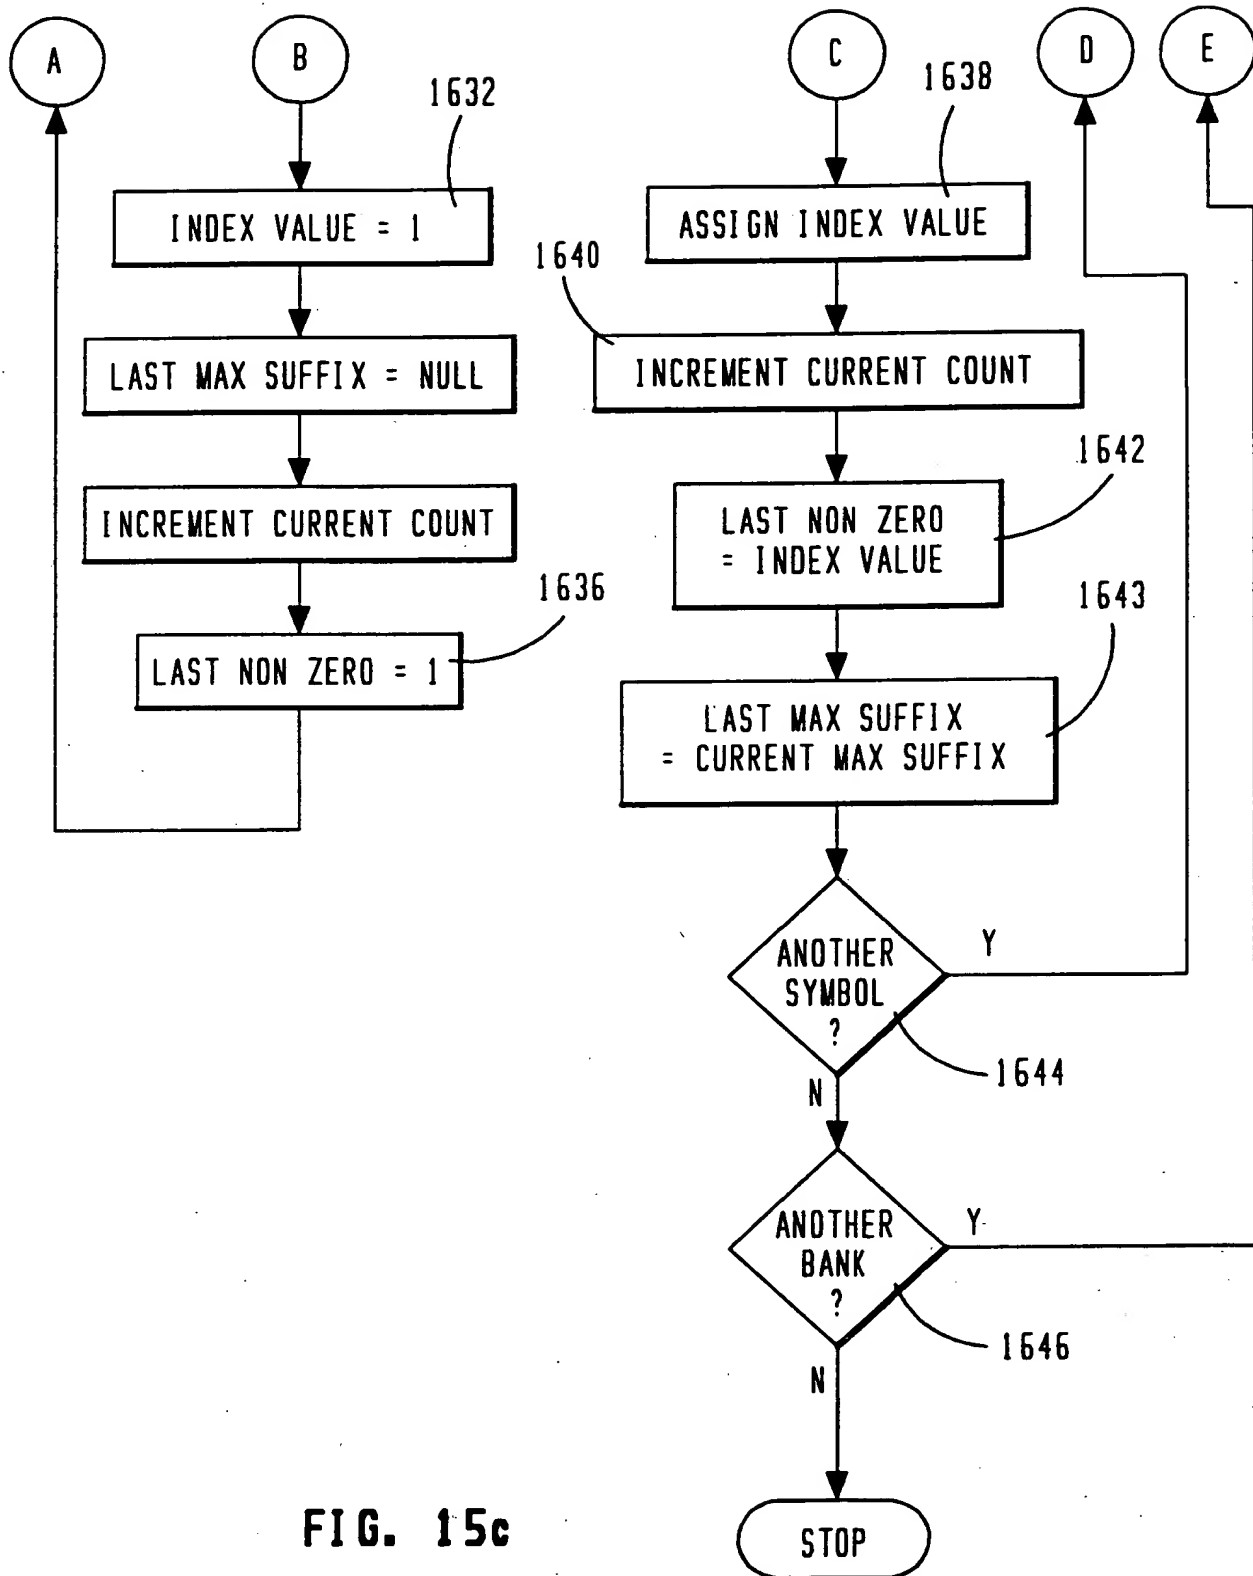 A
B
C
D
E
1632
INDEX VALUE = 1
LAST MAX SUFFIX = NULL
INCREMENT CURRENT COUNT
1636
LAST NON ZERO = 1
1638
ASSIGN INDEX VALUE
1640
INCREMENT CURRENT COUNT
1642
LAST NON ZERO
= INDEX VALUE
1643
LAST MAX SUFFIX
= CURRENT MAX SUFFIX
ANOTHER
SYMBOL
?
Y
1644
N
ANOTHER
BANK
?
Y
1646
N
STOP
FIG. 15c